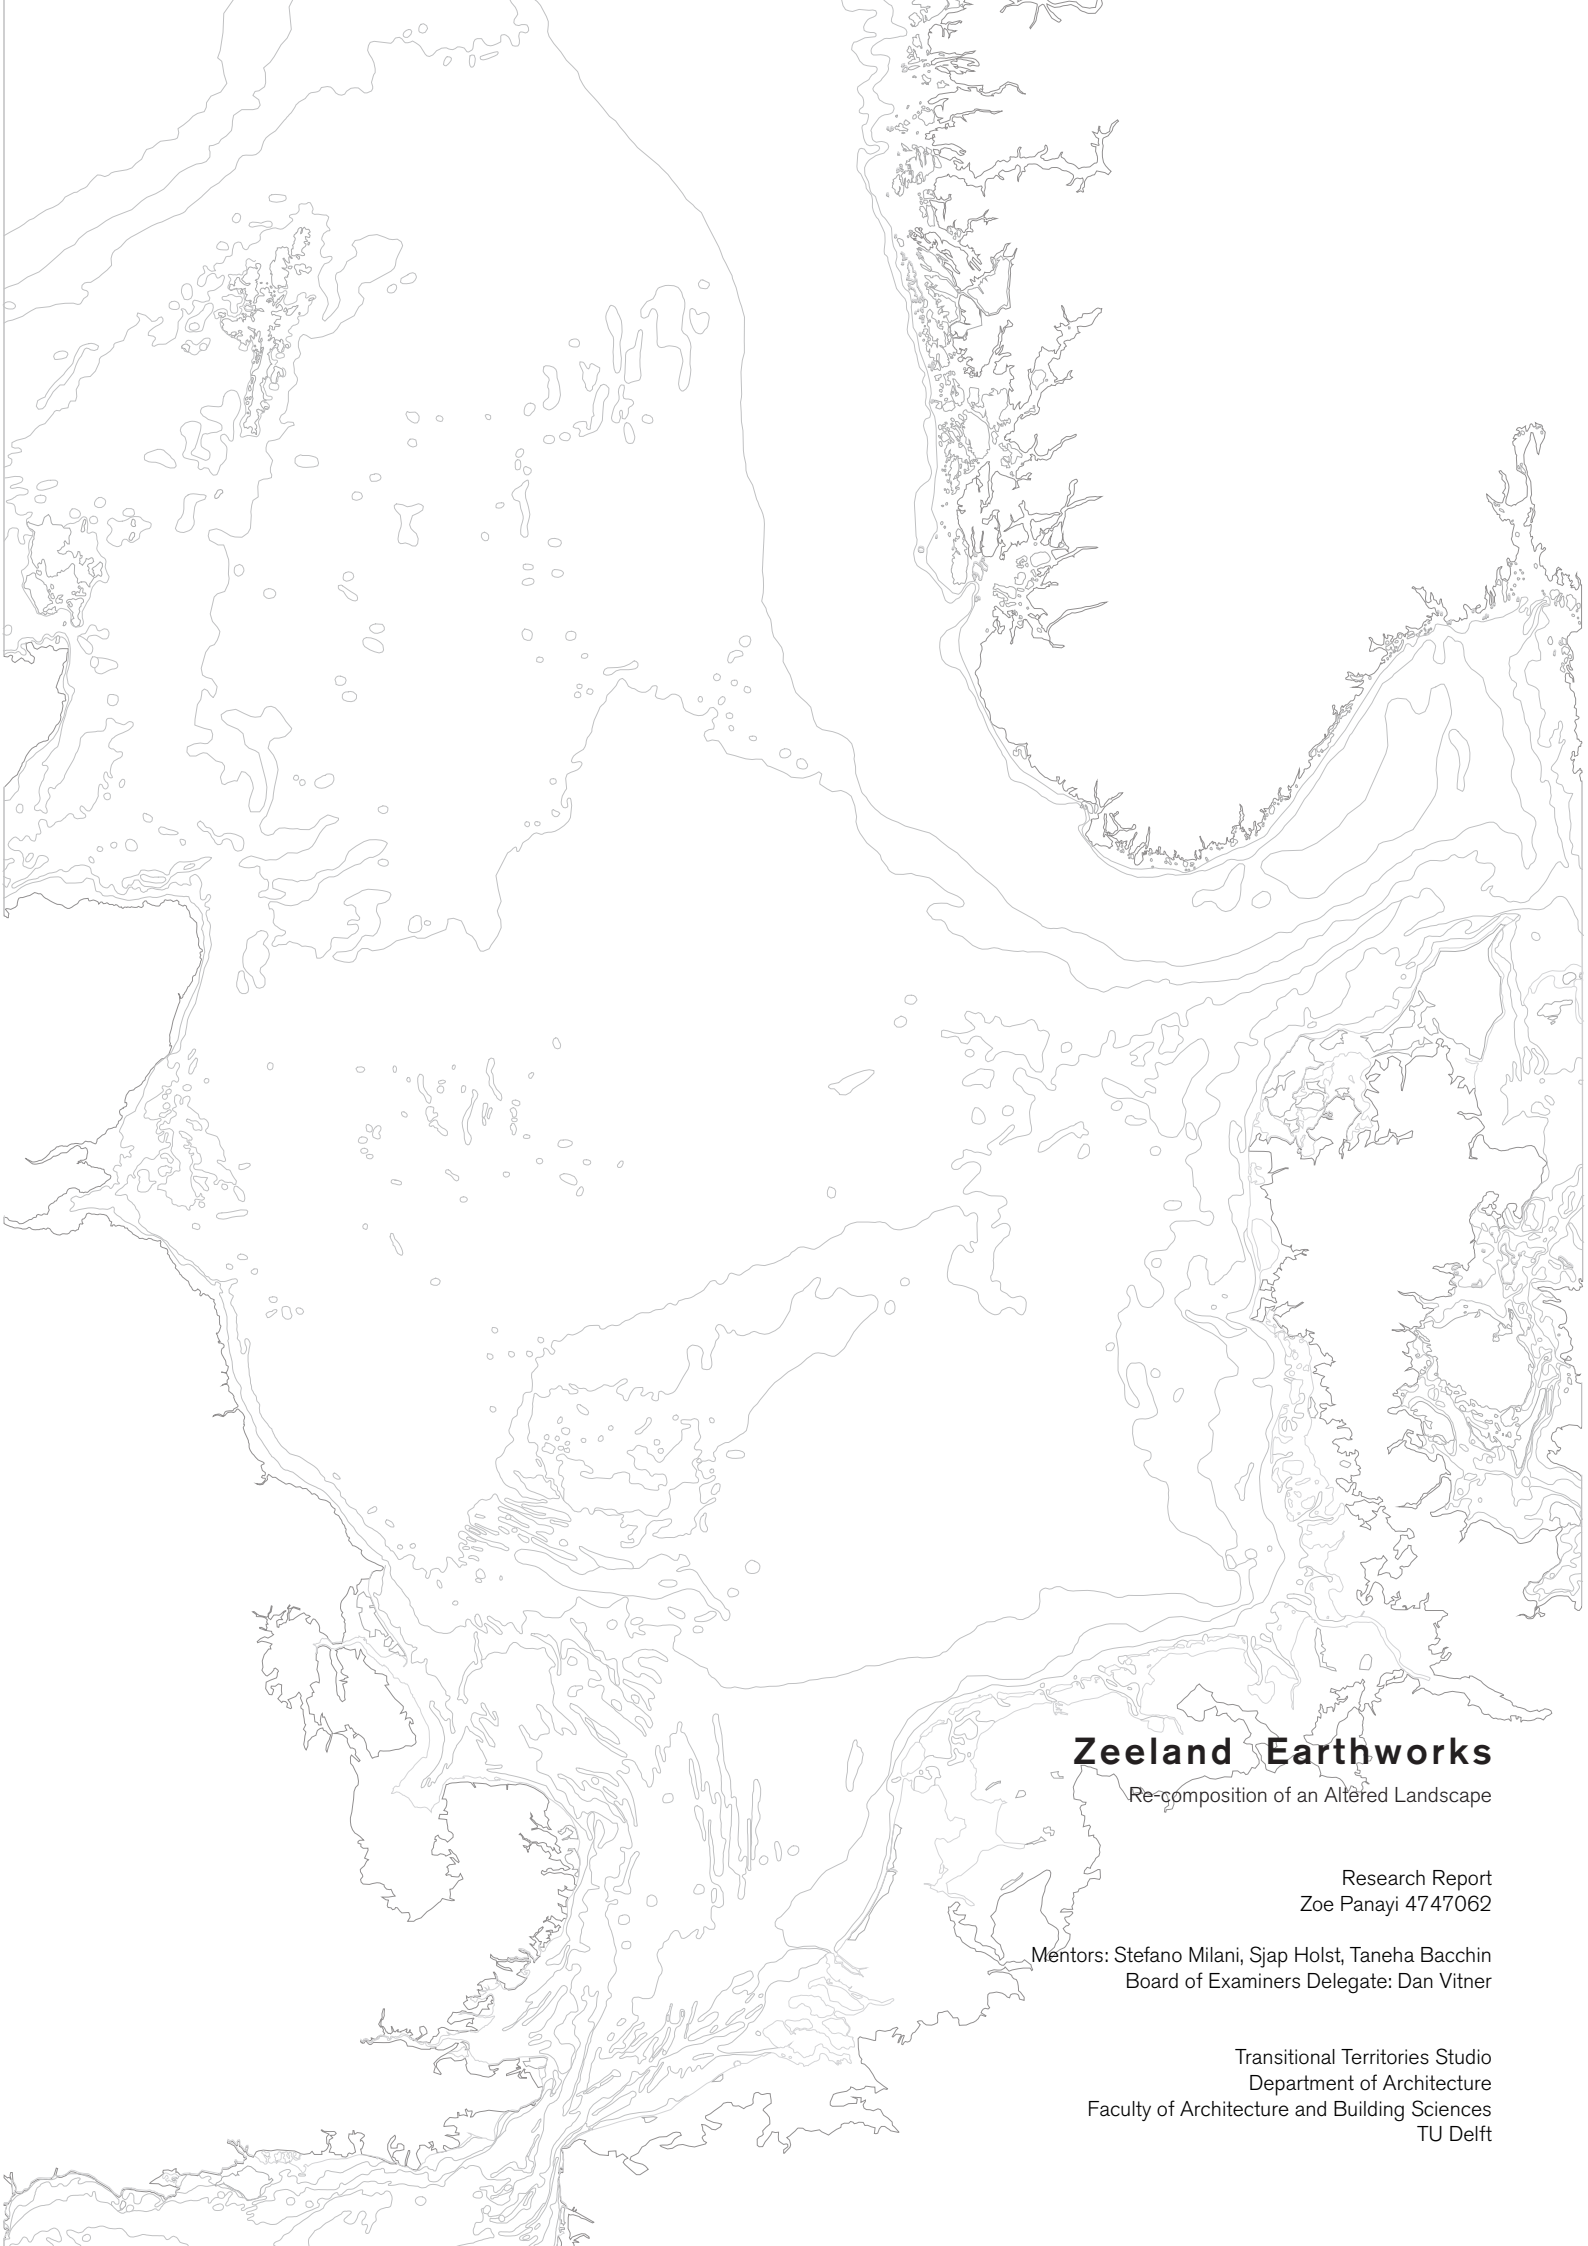 Zeeland Earthworks
Re-composition of an Altered Landscape
Research Report
Zoe Panayi 4747062
Mentors: Stefano Milani, Sjap Holst, Taneha Bacchin
Board of Examiners Delegate: Dan Vitner
Transitional Territories Studio
Department of Architecture
Faculty of Architecture and Building Sciences
TU Delft